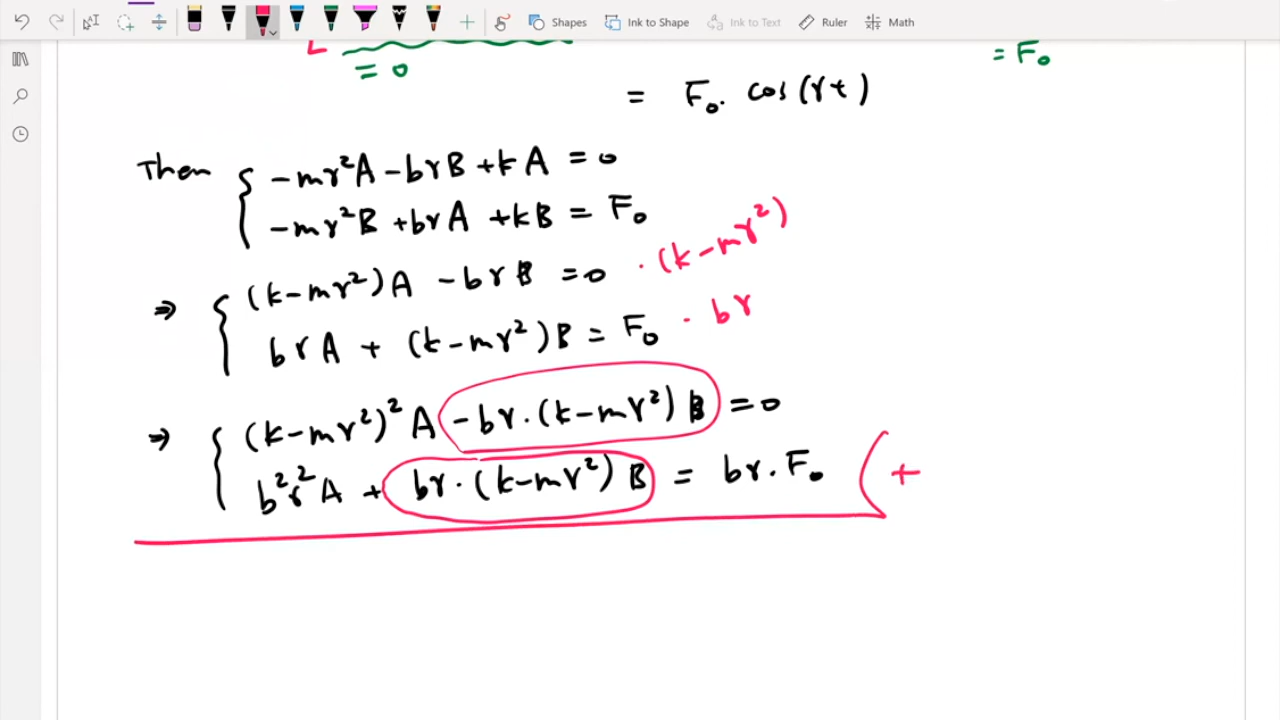 Shapes Ink to Shape Ink to Text Ruler Math
= 0
= F₀
= F₀. cos(γt)
Then { -mγ²A - bγB + kA = 0
-mγ²B + bγA + kB = F₀
⇒ { (k-mγ²)A - bγB = 0 · (k-mγ²)
bγA + (k-mγ²)B = F₀ · bγ
⇒ { (k-mγ²)²A - bγ·(k-mγ²)B = 0
b²γ²A + bγ·(k-mγ²)B = bγ·F₀ ( +